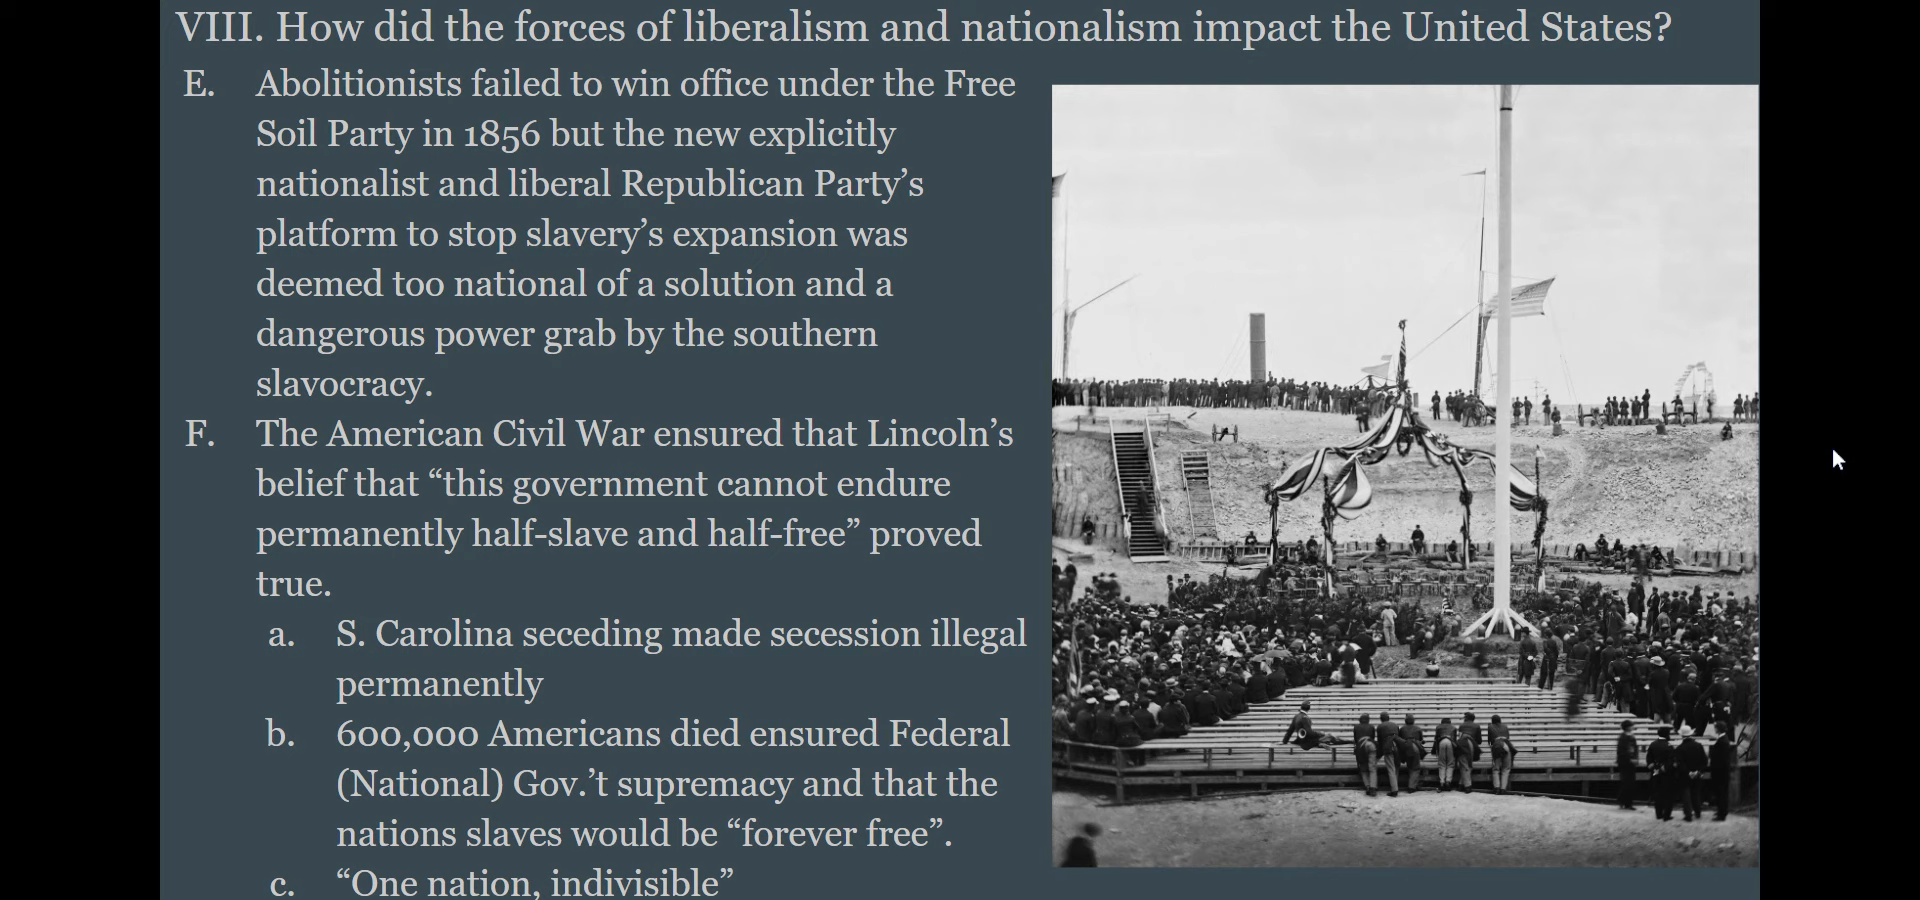 VIII. How did the forces of liberalism and nationalism impact the United States?
E. Abolitionists failed to win office under the Free
Soil Party in 1856 but the new explicitly
nationalist and liberal Republican Party’s
platform to stop slavery’s expansion was
deemed too national of a solution and a
dangerous power grab by the southern
slavocracy.
F. The American Civil War ensured that Lincoln’s
belief that “this government cannot endure
permanently half-slave and half-free” proved
true.
a. S. Carolina seceding made secession illegal
permanently
b. 600,000 Americans died ensured Federal
(National) Gov.’t supremacy and that the
nations slaves would be “forever free”.
c. “One nation, indivisible”